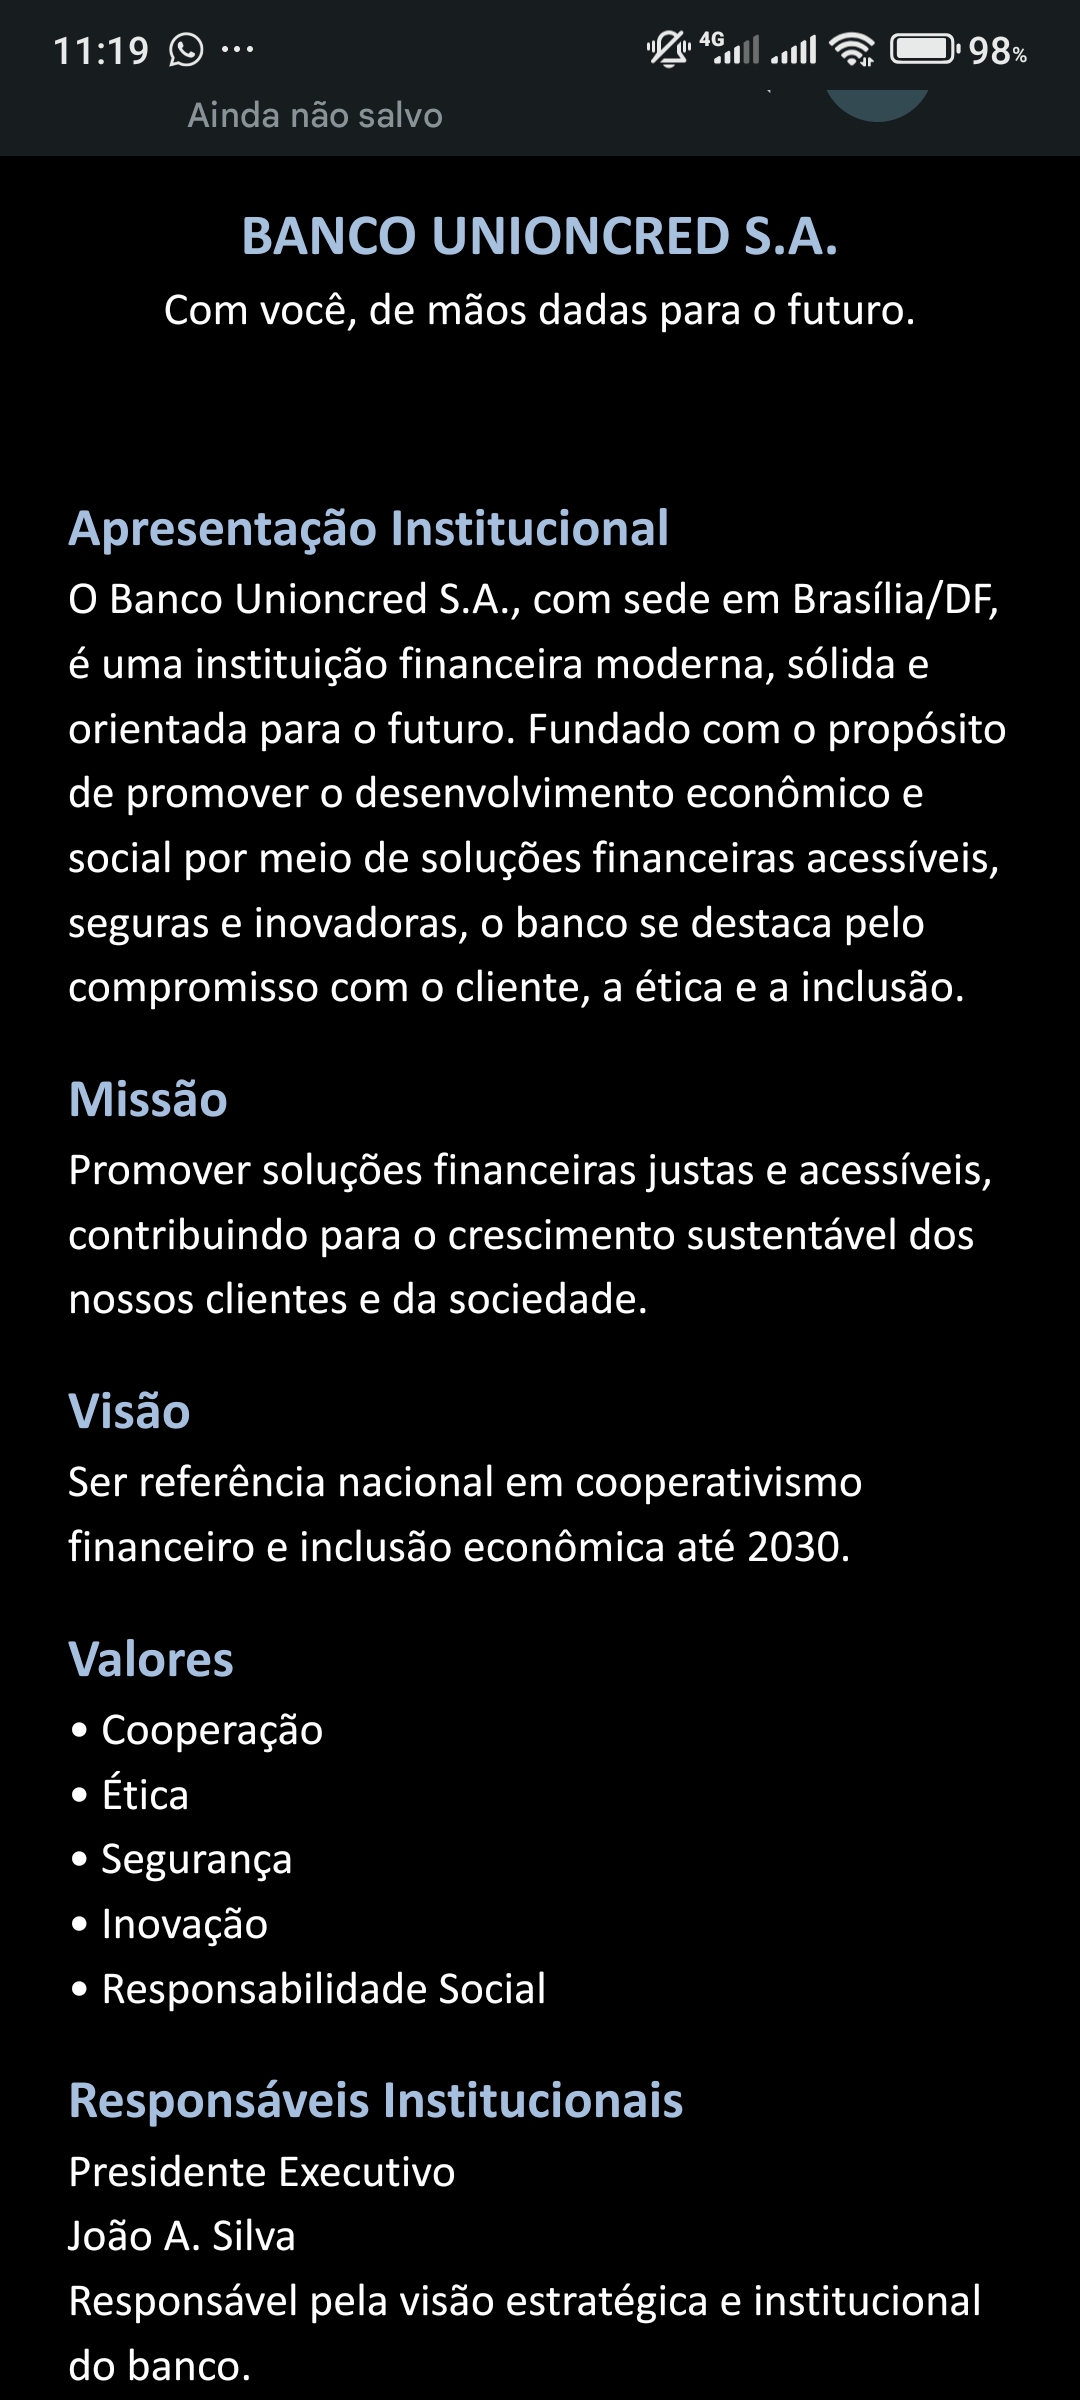 11:19 ... 4G 98%
Ainda não salvo
BANCO UNIONCRED S.A.
Com você, de mãos dadas para o futuro.
Apresentação Institucional
O Banco Unioncred S.A., com sede em Brasília/DF,
é uma instituição financeira moderna, sólida e
orientada para o futuro. Fundado com o propósito
de promover o desenvolvimento econômico e
social por meio de soluções financeiras acessíveis,
seguras e inovadoras, o banco se destaca pelo
compromisso com o cliente, a ética e a inclusão.
Missão
Promover soluções financeiras justas e acessíveis,
contribuindo para o crescimento sustentável dos
nossos clientes e da sociedade.
Visão
Ser referência nacional em cooperativismo
financeiro e inclusão econômica até 2030.
Valores
• Cooperação
• Ética
• Segurança
• Inovação
• Responsabilidade Social
Responsáveis Institucionais
Presidente Executivo
João A. Silva
Responsável pela visão estratégica e institucional
do banco.